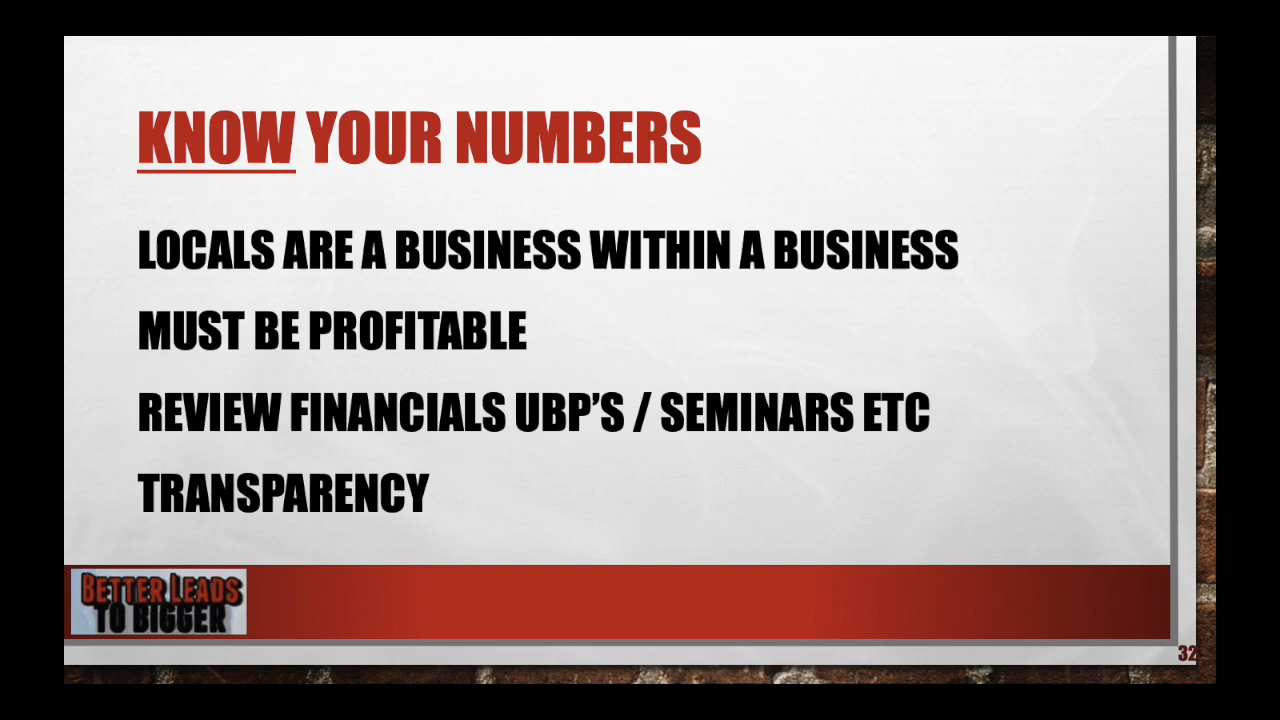 KNOW YOUR NUMBERS
LOCALS ARE A BUSINESS WITHIN A BUSINESS
MUST BE PROFITABLE
REVIEW FINANCIALS UBP’S / SEMINARS ETC
TRANSPARENCY
BETTER LEADS
TO BIGGER
32